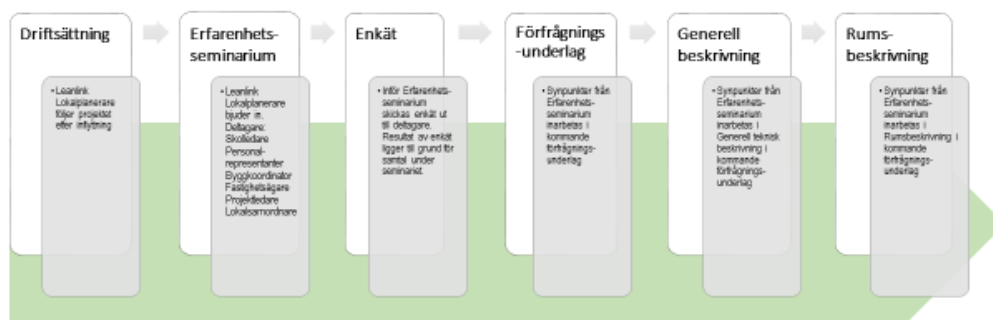 Driftsättning
• Leanlink
Lokalplanerare
följer projektet
efter inflytning
Erfarenhets-
seminarium
• Leanlink
Lokalplanerare
bjuder in.
Deltagare:
Skolledare
Personal-
representanter
Byggkoordinator
Fastighetsägare
Projektledare
Lokalsamordnare
Enkät
• Inför Erfarenhets-
seminarium
skickas enkät ut
till deltagare.
Resultat av enkät
ligger till grund för
samtal under
seminariet
Förfrågnings
-underlag
• Synpunkter från
Erfarenhets-
seminarium
inarbetas i
kommande
förfrågnings-
underlag
Generell
beskrivning
• Synpunkter från
Erfarenhets-
seminarium
inarbetas i
Generell teknisk
beskrivning i
kommande
förfrågnings-
underlag
Rums-
beskrivning
• Synpunkter från
Erfarenhets-
seminarium
inarbetas i
Rumsbeskrivning i
kommande
förfrågnings-
underlag